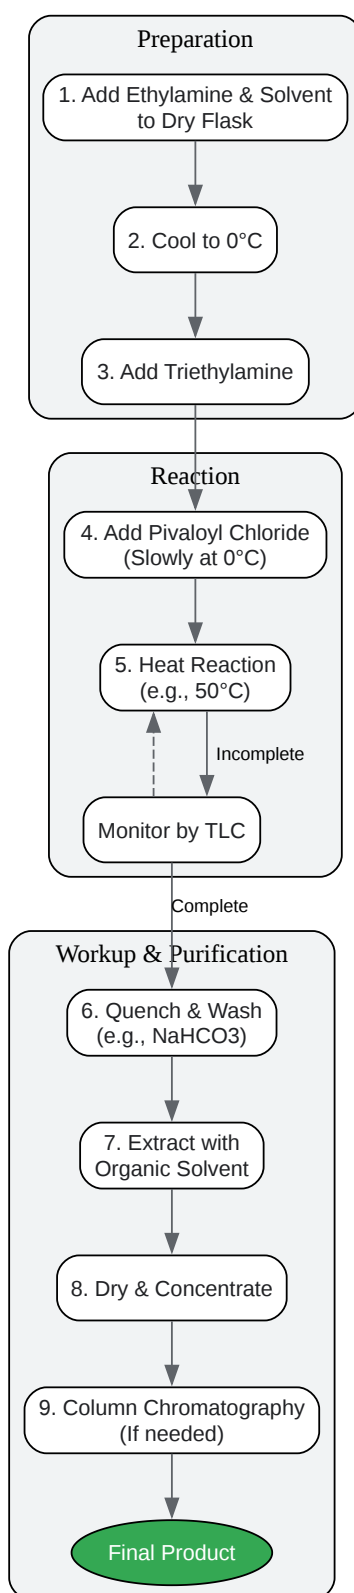 Preparation
1. Add Ethylamine & Solvent
to Dry Flask
2. Cool to 0°C
3. Add Triethylamine
Reaction
4. Add Pivaloyl Chloride
(Slowly at 0°C)
5. Heat Reaction
(e.g., 50°C)
Incomplete
Monitor by TLC
Complete
Workup & Purification
6. Quench & Wash
(e.g., NaHCO3)
7. Extract with
Organic Solvent
8. Dry & Concentrate
9. Column Chromatography
(If needed)
Final Product